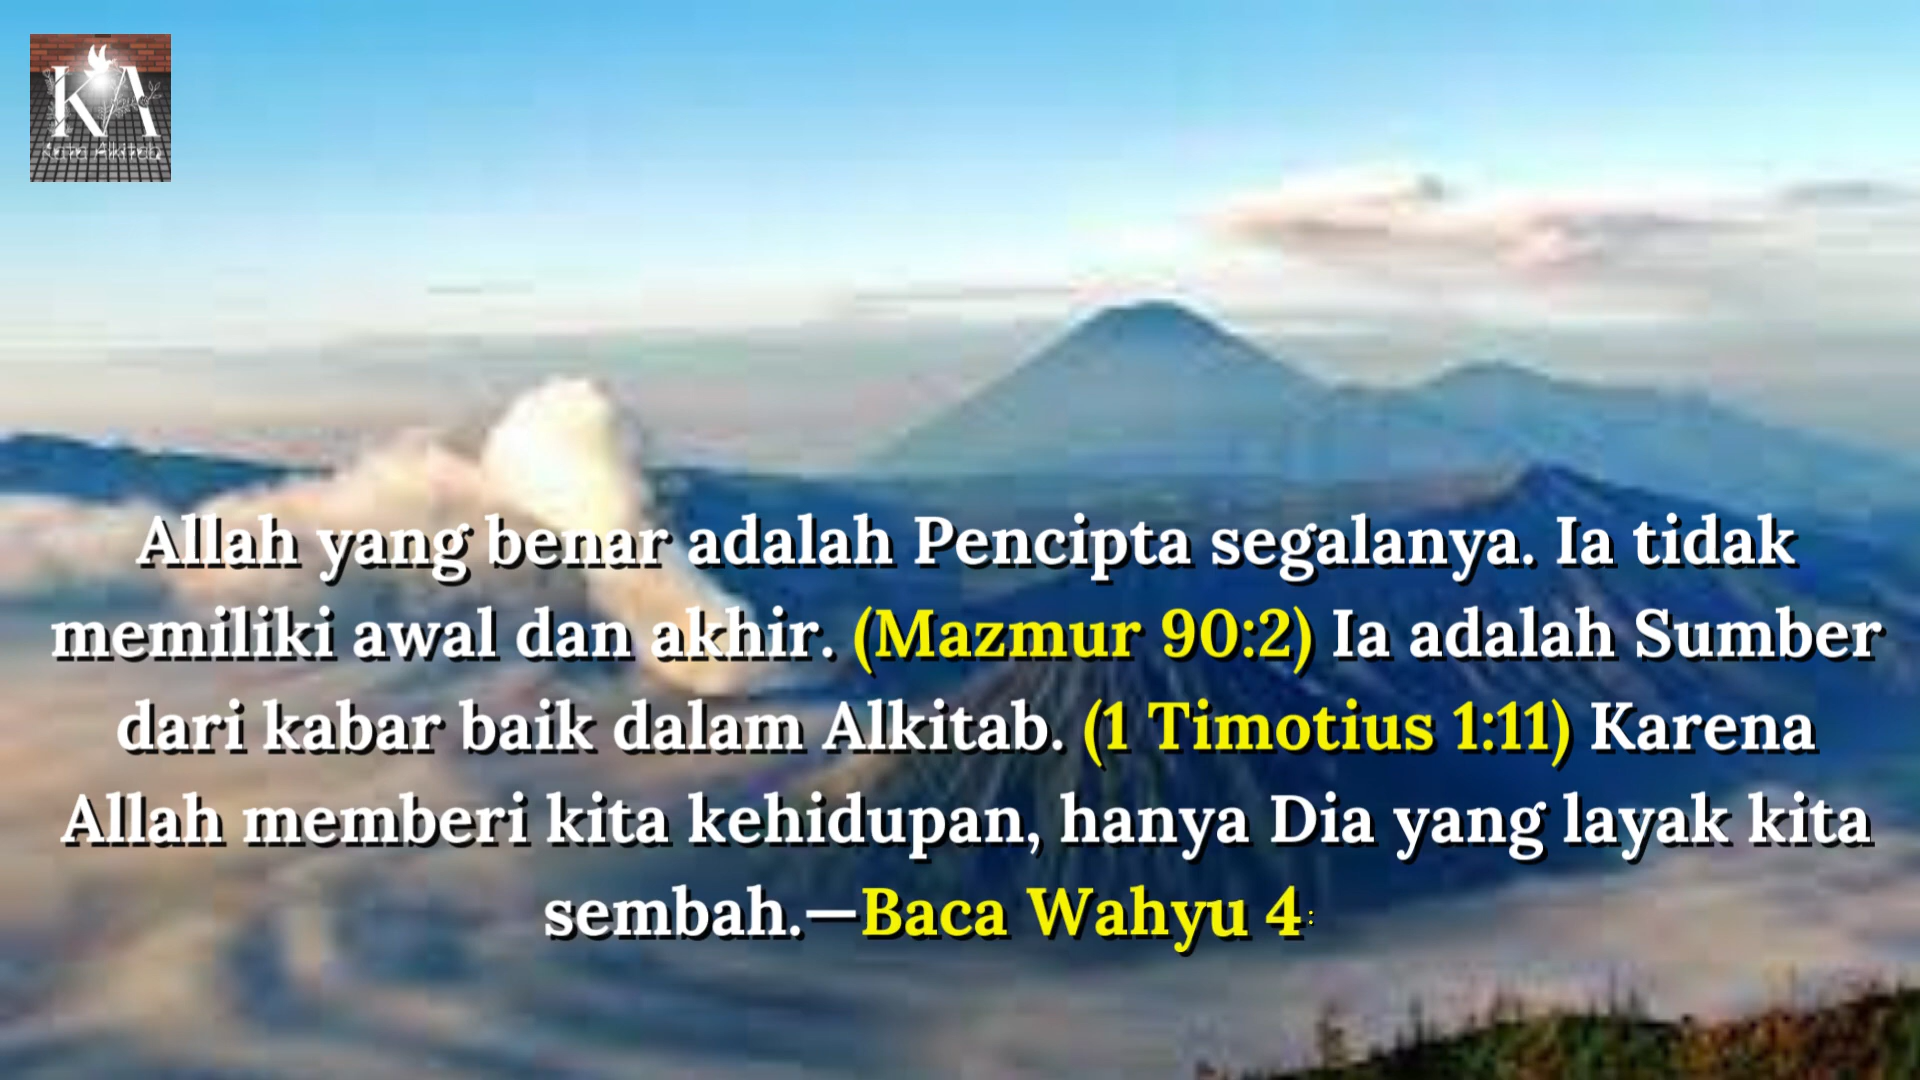 KA
Kata Alkitab
Allah yang benar adalah Pencipta segalanya. Ia tidak
memiliki awal dan akhir. (Mazmur 90:2) Ia adalah Sumber
dari kabar baik dalam Alkitab. (1 Timotius 1:11) Karena
Allah memberi kita kehidupan, hanya Dia yang layak kita
sembah.—Baca Wahyu 4: